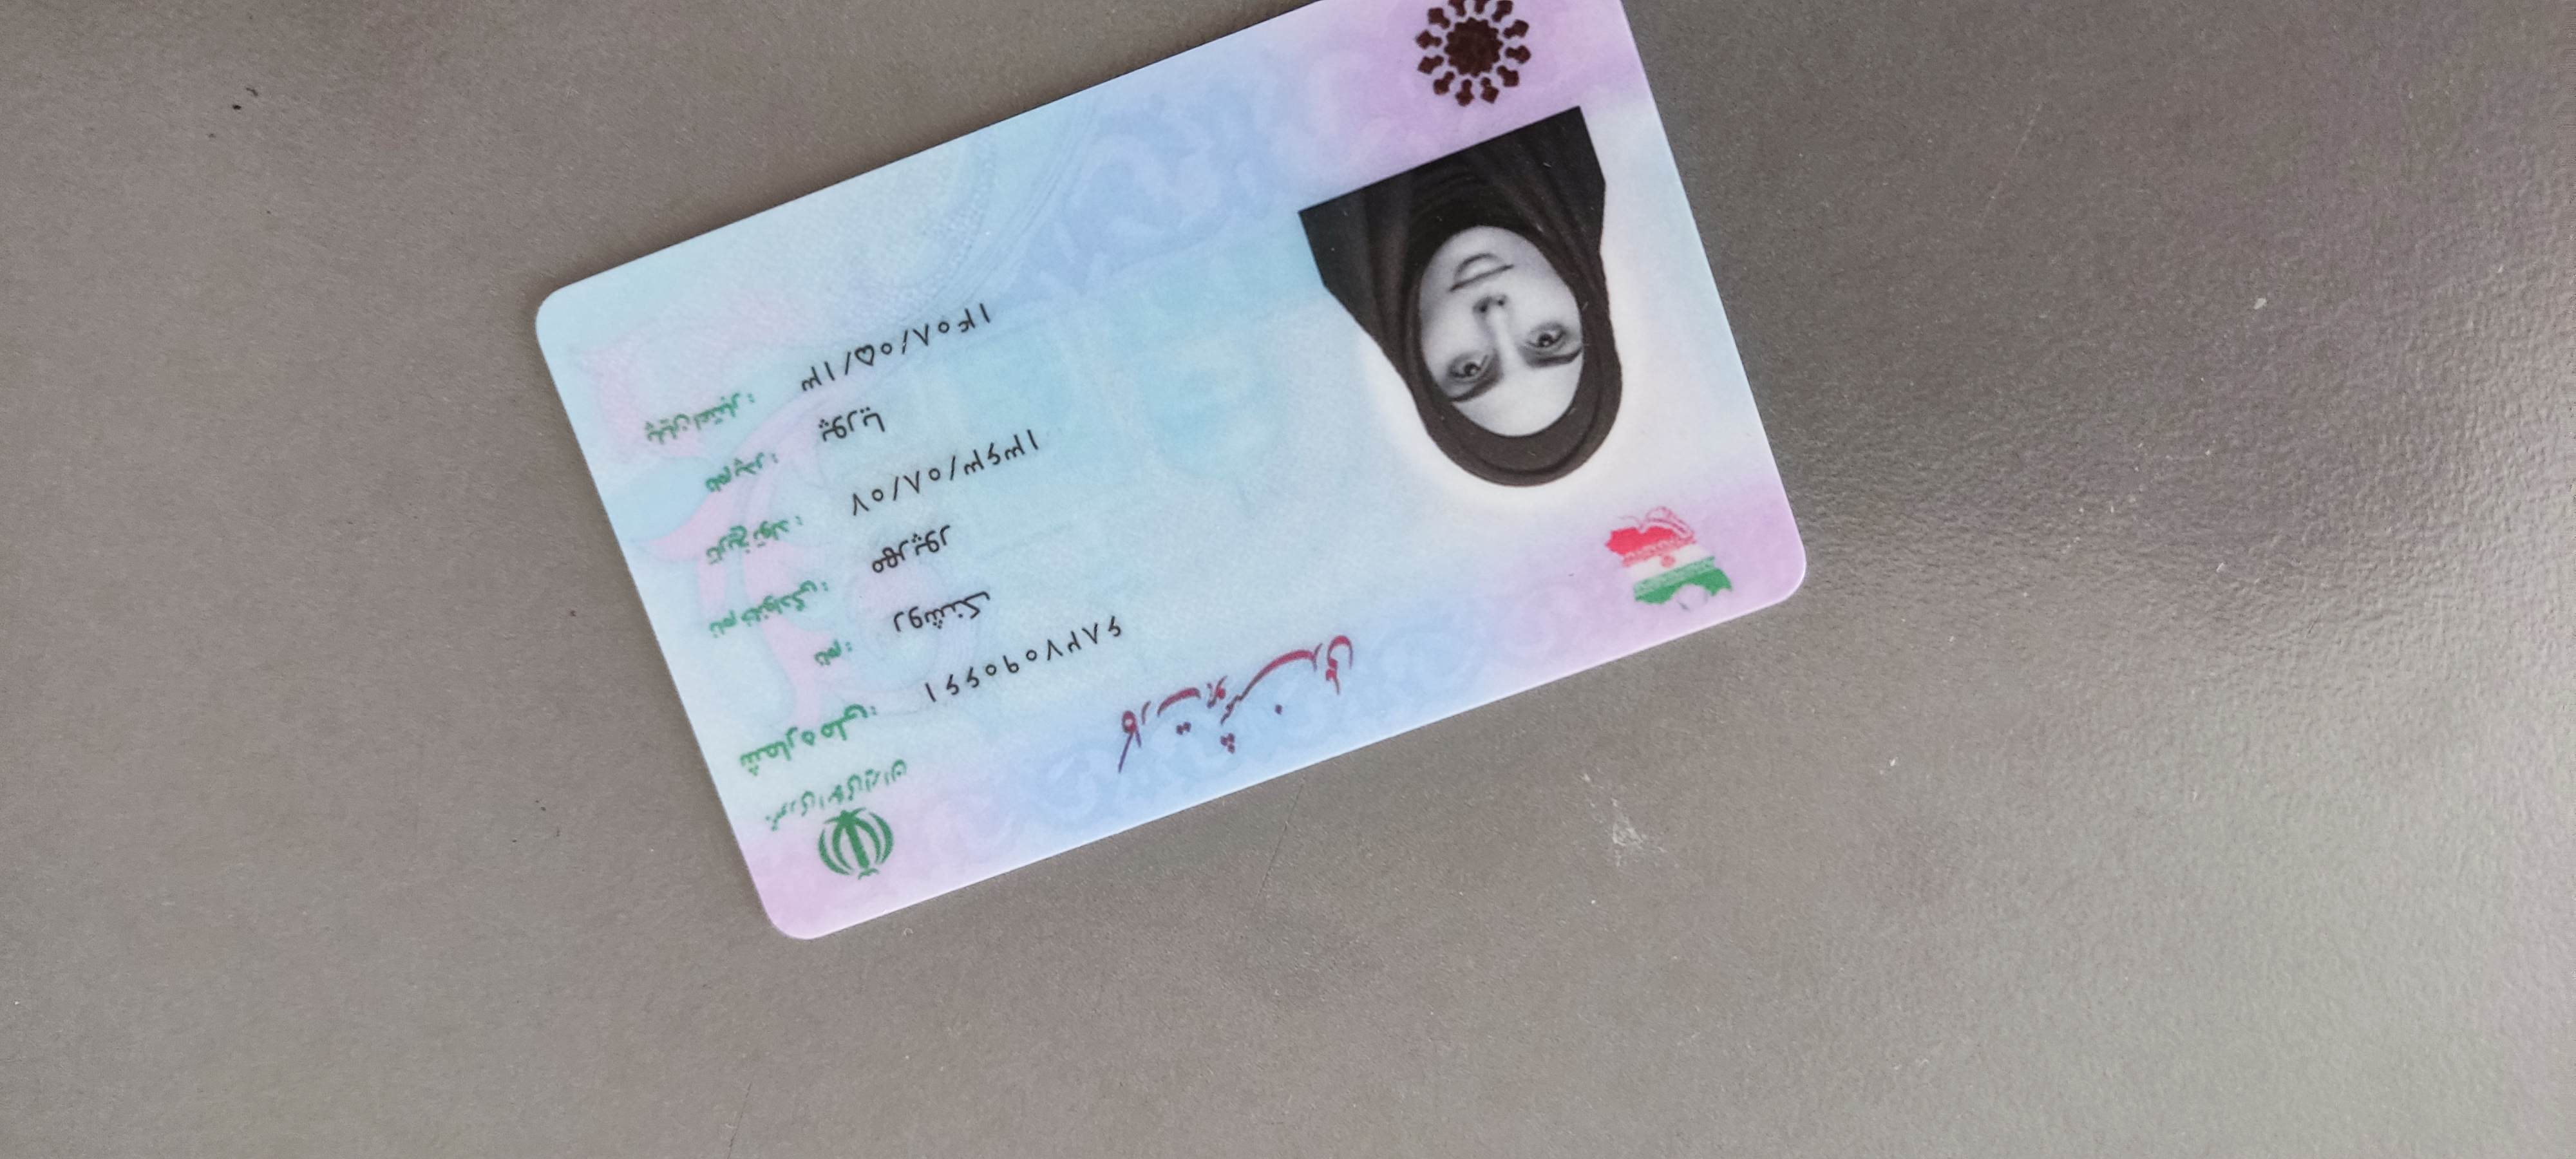 کارت هوشمند ملی
جمهوری اسلامی ایران
شماره ملی: ۶۸۲۷۰۹۰۶۶۱
نام: روشنک
نام خانوادگی: مهرپور
تاریخ تولد: ۱۳۶۳/۰۸/۰۷
نام پدر: پوریا
پایان اعتبار: ۱۴۰۸/۰۵/۱۳